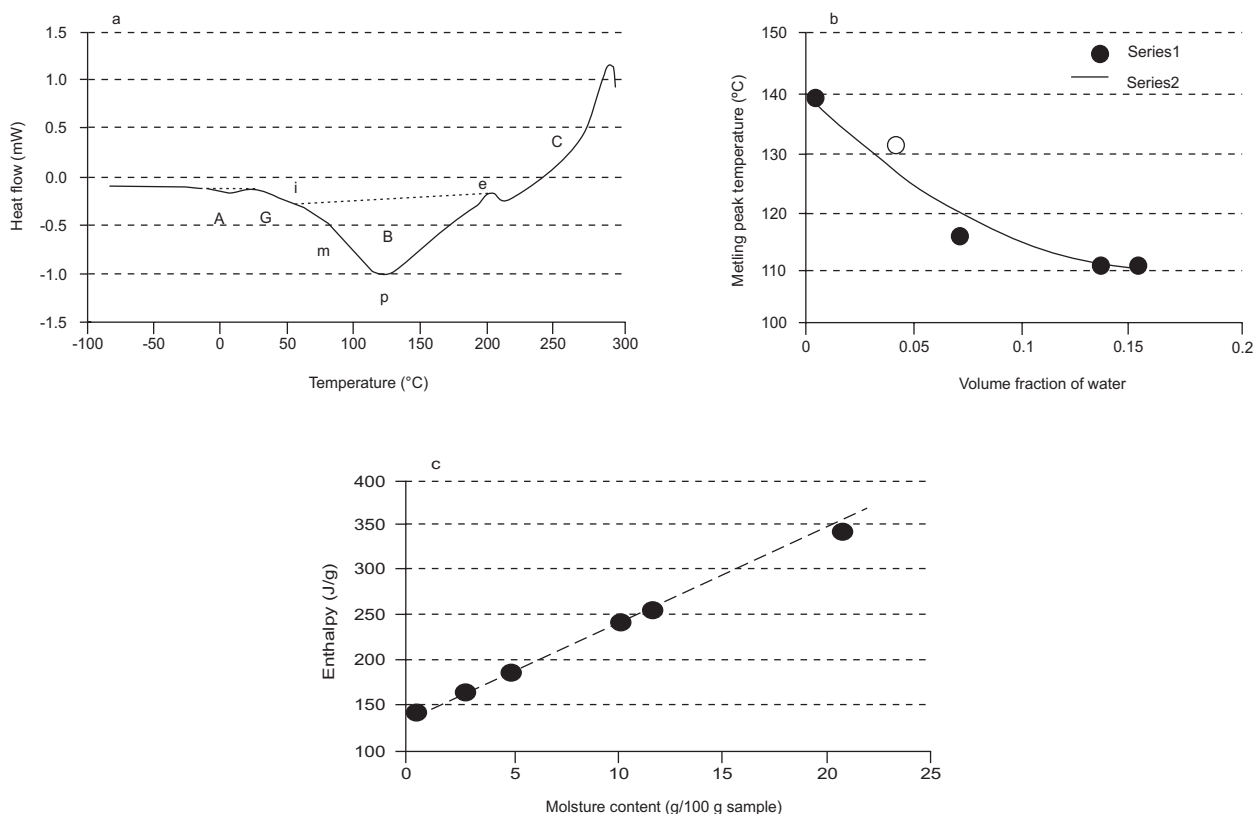 a
1.5
1.0
0.5
0.0
-0.5
-1.0
-1.5
Heat flow (mW)
A
G
i
m
B
p
e
C
-100 -50 0 50 100 150 200 250 300
Temperature (°C)
b
150
140
130
120
110
100
Metling peak temperature (ºC)
Series1
Series2
0 0.05 0.1 0.15 0.2
Volume fraction of water
c
400
350
300
250
200
150
100
Enthalpy (J/g)
0 5 10 15 20 25
Molsture content (g/100 g sample)